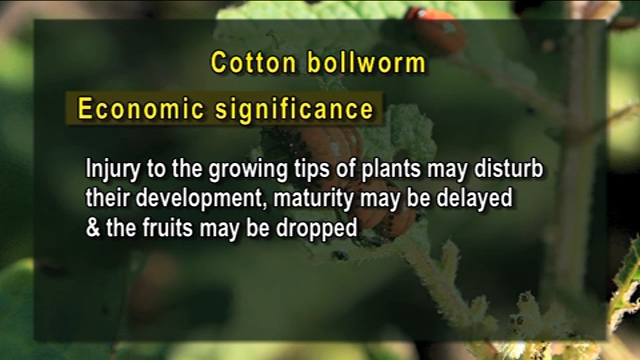 Cotton bollworm
Economic significance
Injury to the growing tips of plants may disturb
their development, maturity may be delayed
& the fruits may be dropped